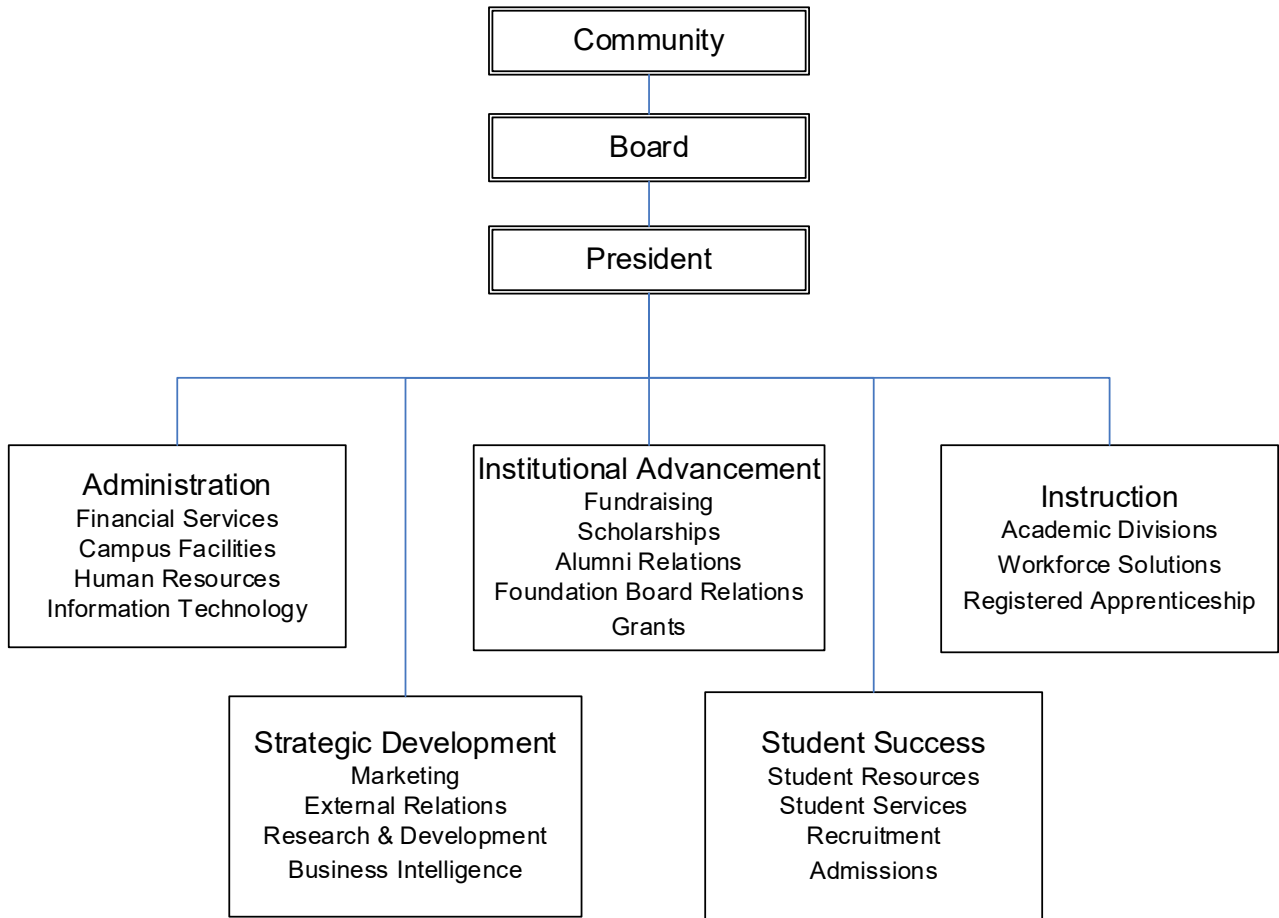 Community
Board
President
Administration
Financial Services
Campus Facilities
Human Resources
Information Technology
Institutional Advancement
Fundraising
Scholarships
Alumni Relations
Foundation Board Relations
Grants
Instruction
Academic Divisions
Workforce Solutions
Registered Apprenticeship
Strategic Development
Marketing
External Relations
Research & Development
Business Intelligence
Student Success
Student Resources
Student Services
Recruitment
Admissions